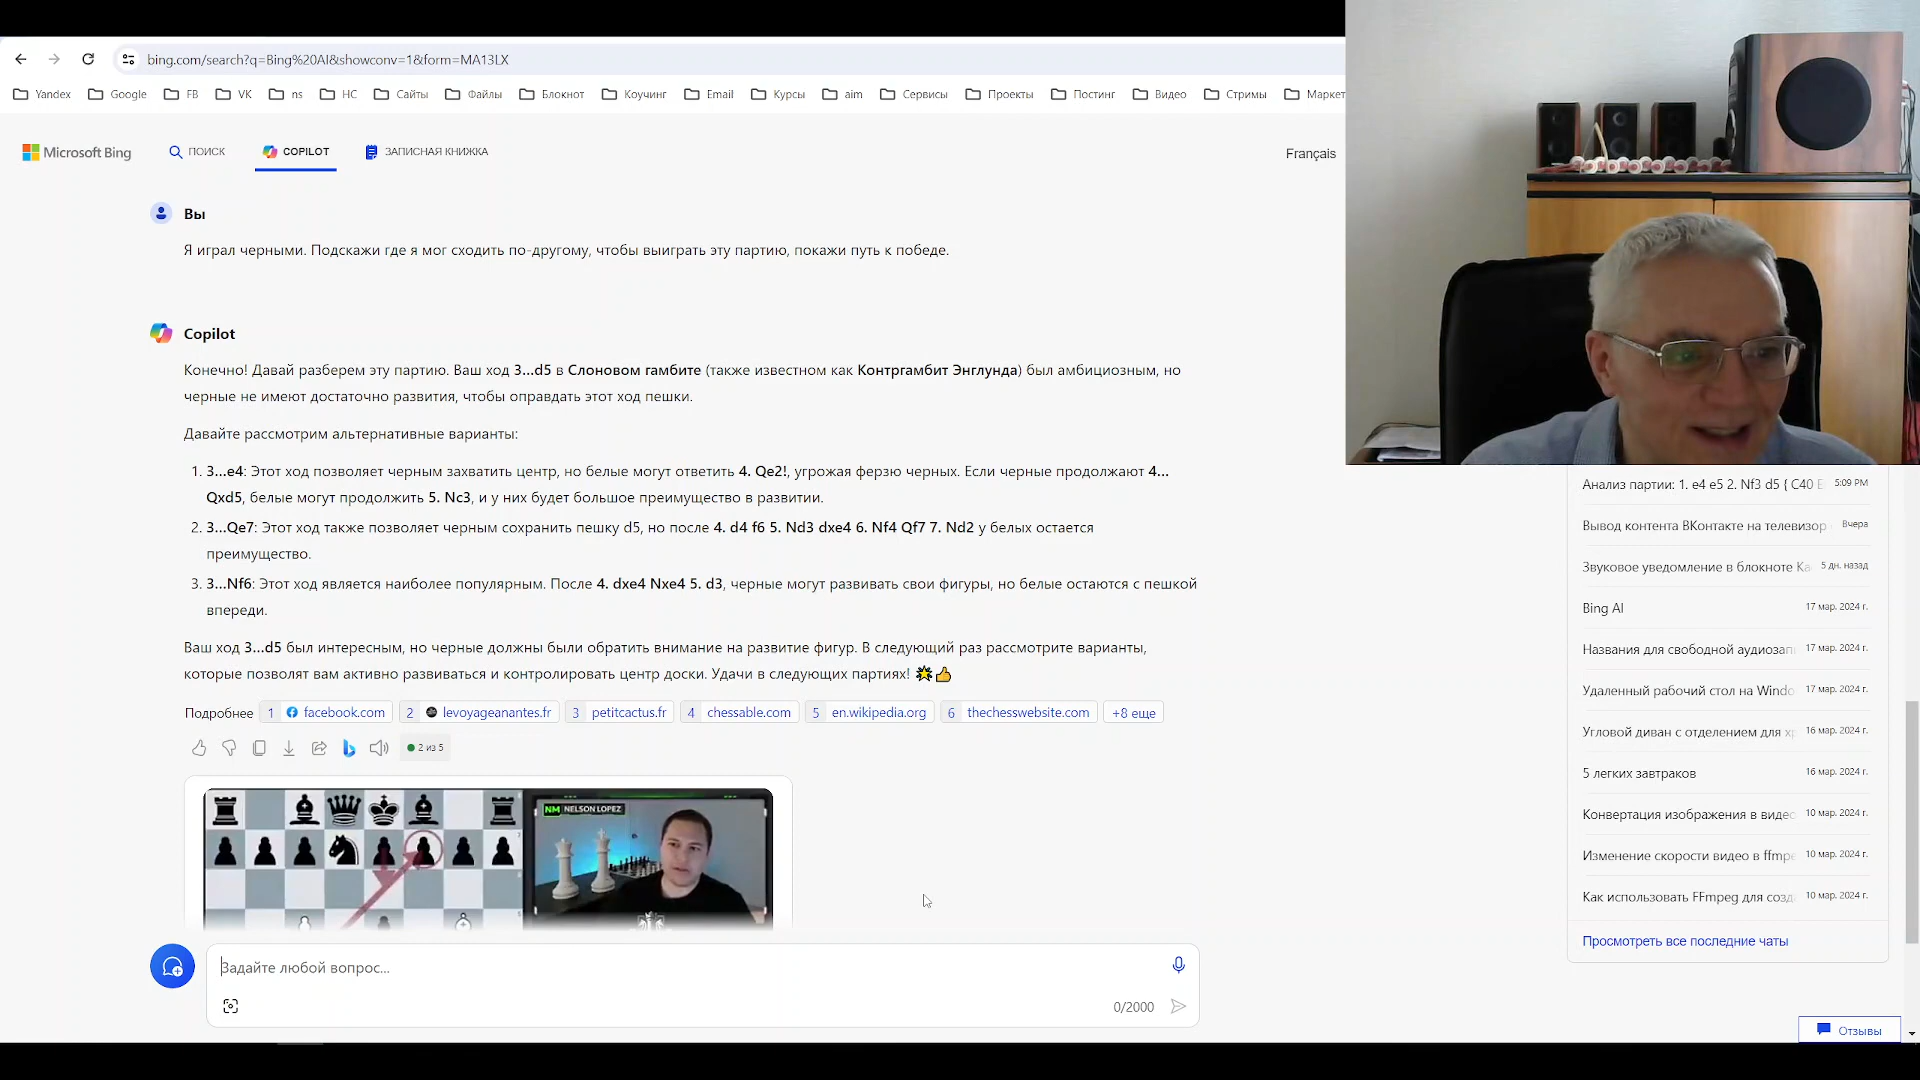 bing.com/search?q=Bing%20AI&showconv=1&form=MA13LX
Yandex Google FB VK ns НС Сайты Файлы Блокнот Коучинг Email Курсы aim Сервисы Проекты Постинг Видео Стримы Маркет
Microsoft Bing ПОИСК COPILOT ЗАПИСНАЯ КНИЖКА Français
Вы
Я играл черными. Подскажи где я мог сходить по-другому, чтобы выиграть эту партию, покажи путь к победе.
Copilot
Конечно! Давай разберем эту партию. Ваш ход 3...d5 в Слоновом гамбите (также известном как Контргамбит Энглунда) был амбициозным, но
черные не имеют достаточно развития, чтобы оправдать этот ход пешки.
Давайте рассмотрим альтернативные варианты:
1. 3...e4: Этот ход позволяет черным захватить центр, но белые могут ответить 4. Qe2!, угрожая ферзю черных. Если черные продолжают 4...
Qxd5, белые могут продолжить 5. Nc3, и у них будет большое преимущество в развитии.
2. 3...Qe7: Этот ход также позволяет черным сохранить пешку d5, но после 4. d4 f6 5. Nd3 dxe4 6. Nf4 Qf7 7. Nd2 у белых остается
преимущество.
3. 3...Nf6: Этот ход является наиболее популярным. После 4. dxe4 Nxe4 5. d3, черные могут развивать свои фигуры, но белые остаются с пешкой
впереди.
Ваш ход 3...d5 был интересным, но черные должны были обратить внимание на развитие фигур. В следующий раз рассмотрите варианты,
которые позволят вам активно развиваться и контролировать центр доски. Удачи в следующих партиях! 🌟👍
Подробнее 1 facebook.com 2 levoyageanantes.fr 3 petitcactus.fr 4 chessable.com 5 en.wikipedia.org 6 thechesswebsite.com +8 еще
2 из 5
NM NELSON LOPEZ
Задайте любой вопрос...
0/2000
Анализ партии: 1. e4 e5 2. Nf3 d5 { C40 5:09 PM
Вывод контента ВКонтакте на телевизор Вчера
Звуковое уведомление в блокноте 5 дн. назад
Bing AI 17 мар. 2024 г.
Названия для свободной аудиозап 17 мар. 2024 г.
Удаленный рабочий стол на Windo 17 мар. 2024 г.
Угловой диван с отделением для 16 мар. 2024 г.
5 легких завтраков 16 мар. 2024 г.
Конвертация изображения в видео 10 мар. 2024 г.
Изменение скорости видео в ffmpe 10 мар. 2024 г.
Как использовать FFmpeg для созд 10 мар. 2024 г.
Просмотреть все последние чаты
Отзывы